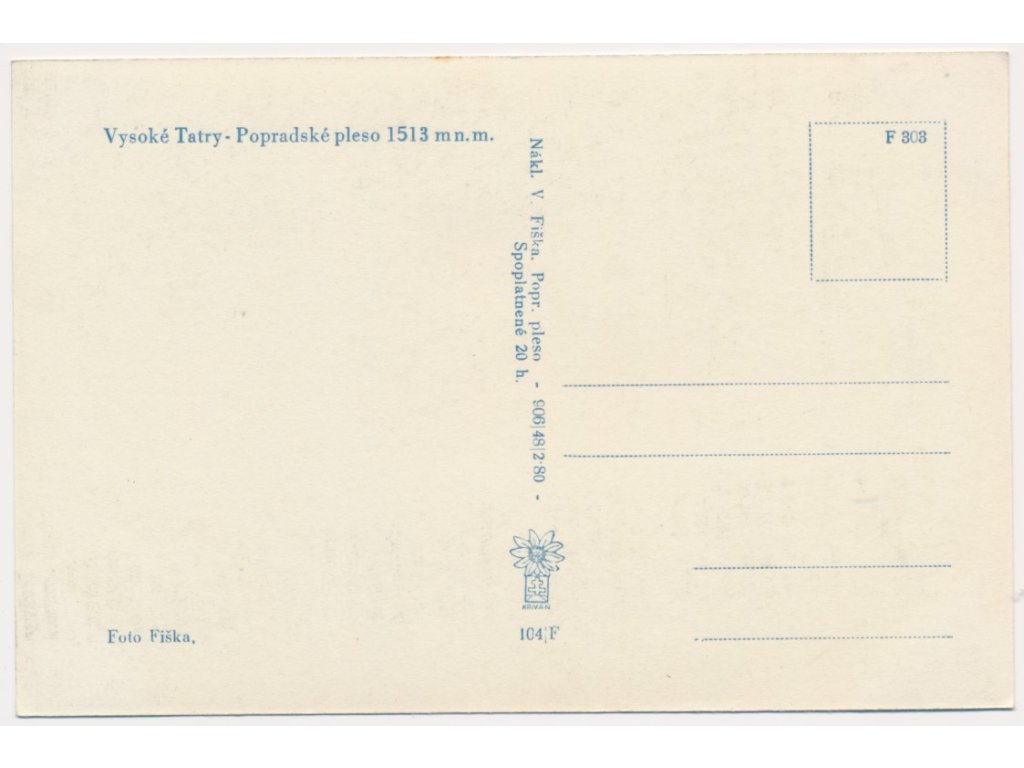 Vysoké Tatry - Popradské pleso 1513 m n. m.
F 303
Nákl. V. Fiška. Popr. pleso - 906|48|2·80 -
Spoplatnené 20 h.
KRIVÁŇ
104|F
Foto Fiška,